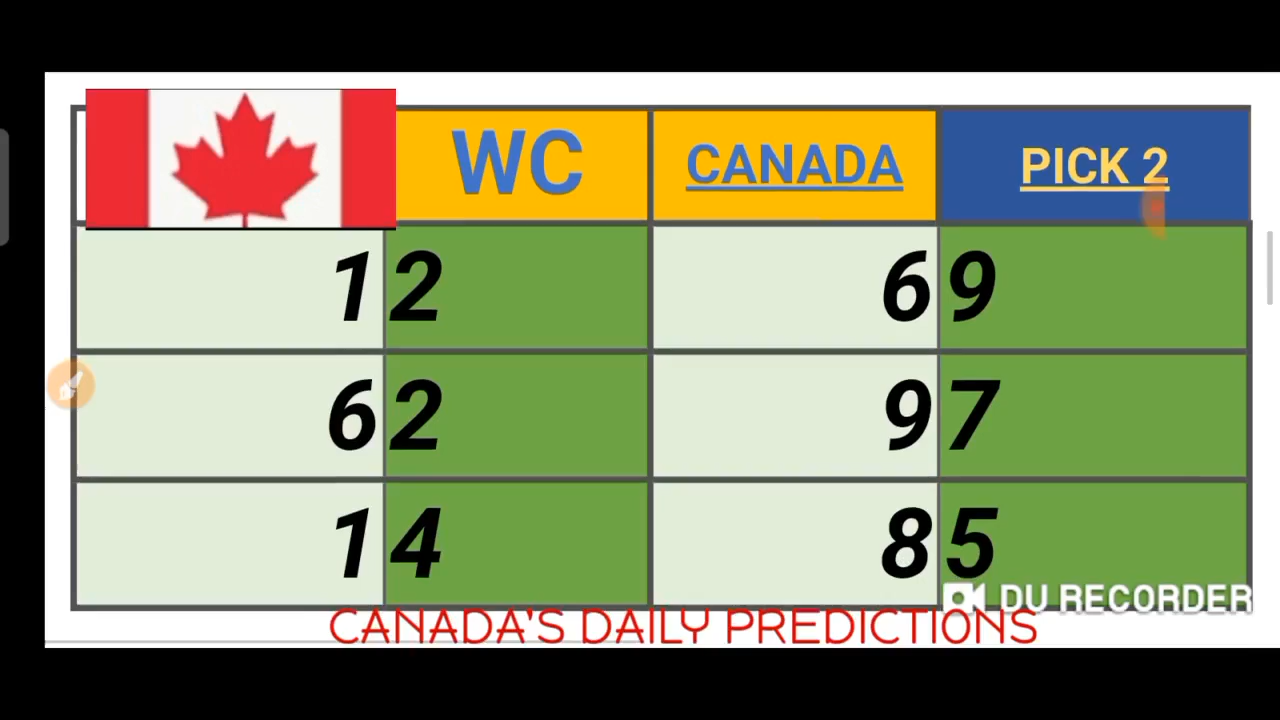 WC CANADA PICK 2
12 69
62 97
14 85
DU RECORDER
CANADA'S DAILY PREDICTIONS